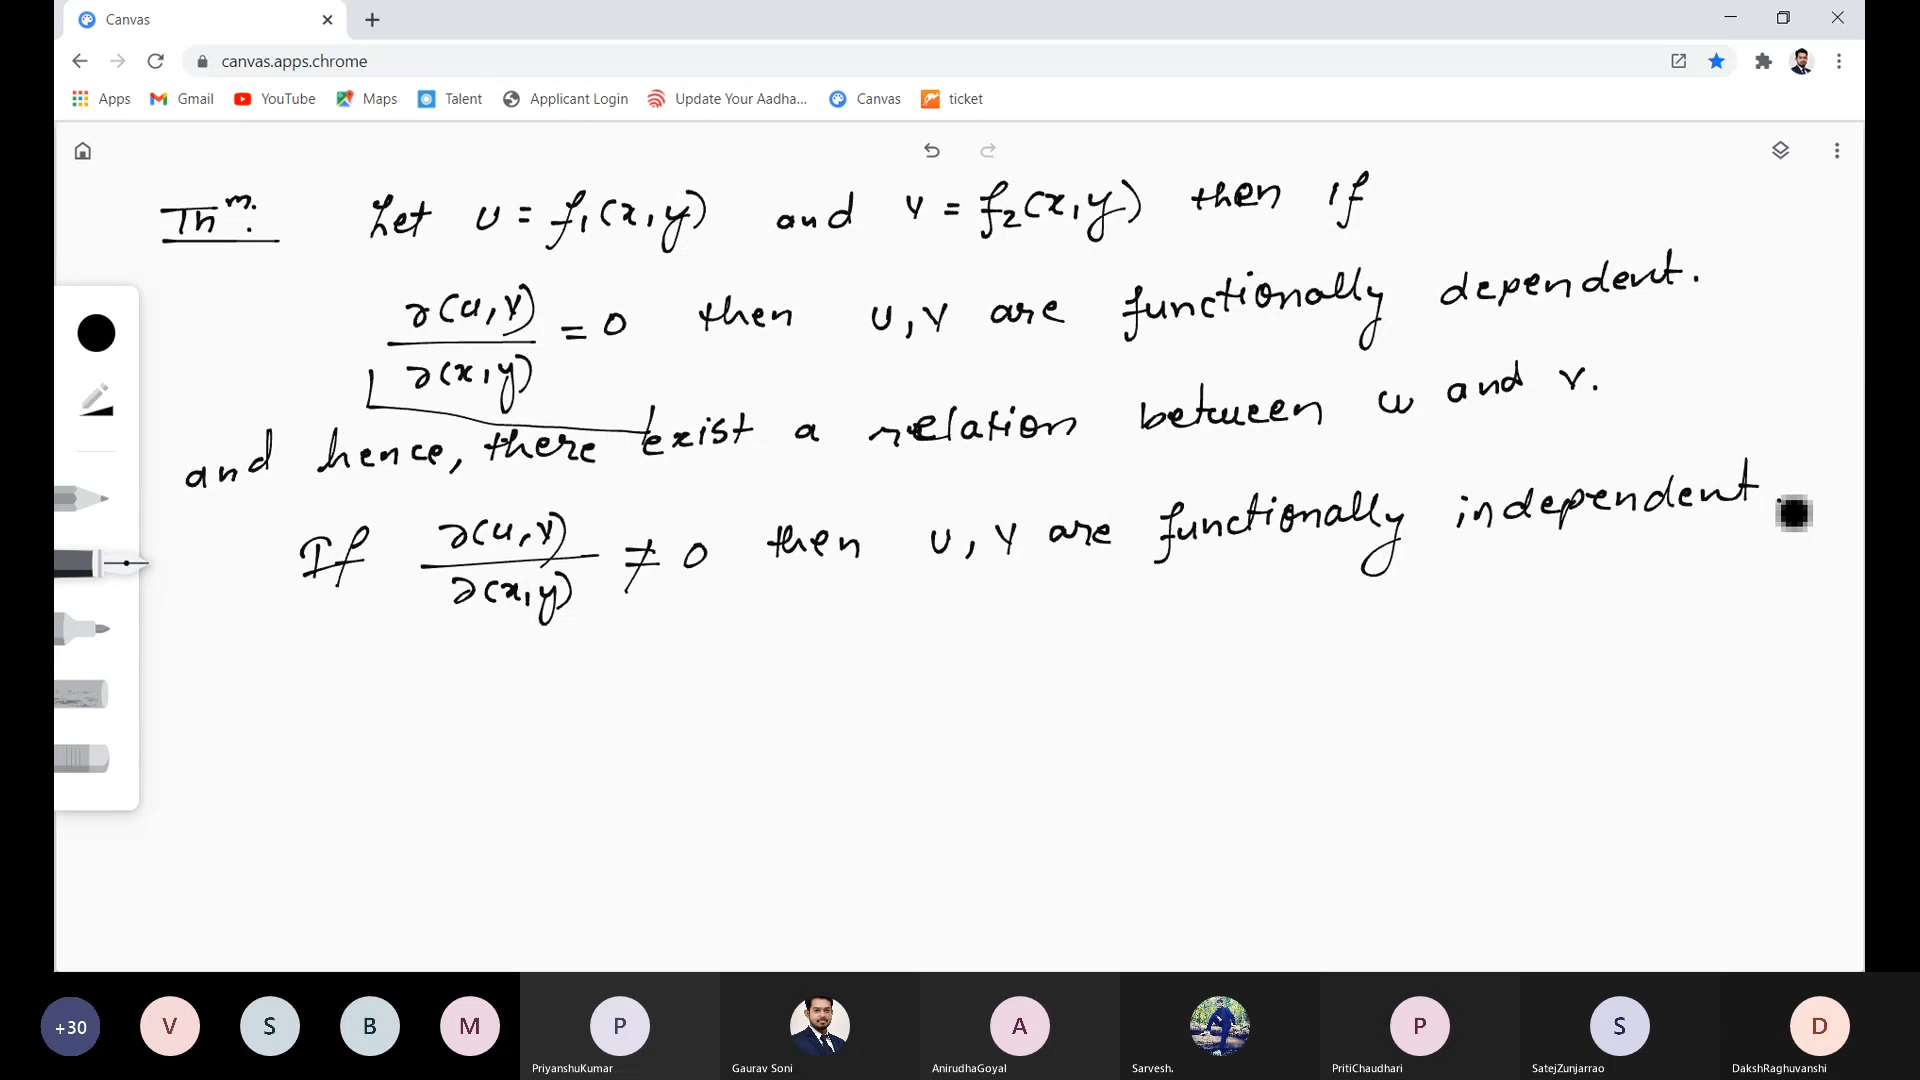 Canvas
canvas.apps.chrome
Apps Gmail YouTube Maps Talent Applicant Login Update Your Aadha... Canvas ticket
Thm. Let u = f₁(x,y) and v = f₂(x,y) then if
∂(u,v)/∂(x,y) = 0 then u,v are functionally dependent.
and hence, there exist a relation between u and v.
If ∂(u,v)/∂(x,y) ≠ 0 then u,v are functionally independent.
+30 V S B M P A P S D
PriyanshuKumar Gaurav Soni AnirudhaGoyal Sarvesh. PritiChaudhari SatejZunjarrao DakshRaghuvanshi